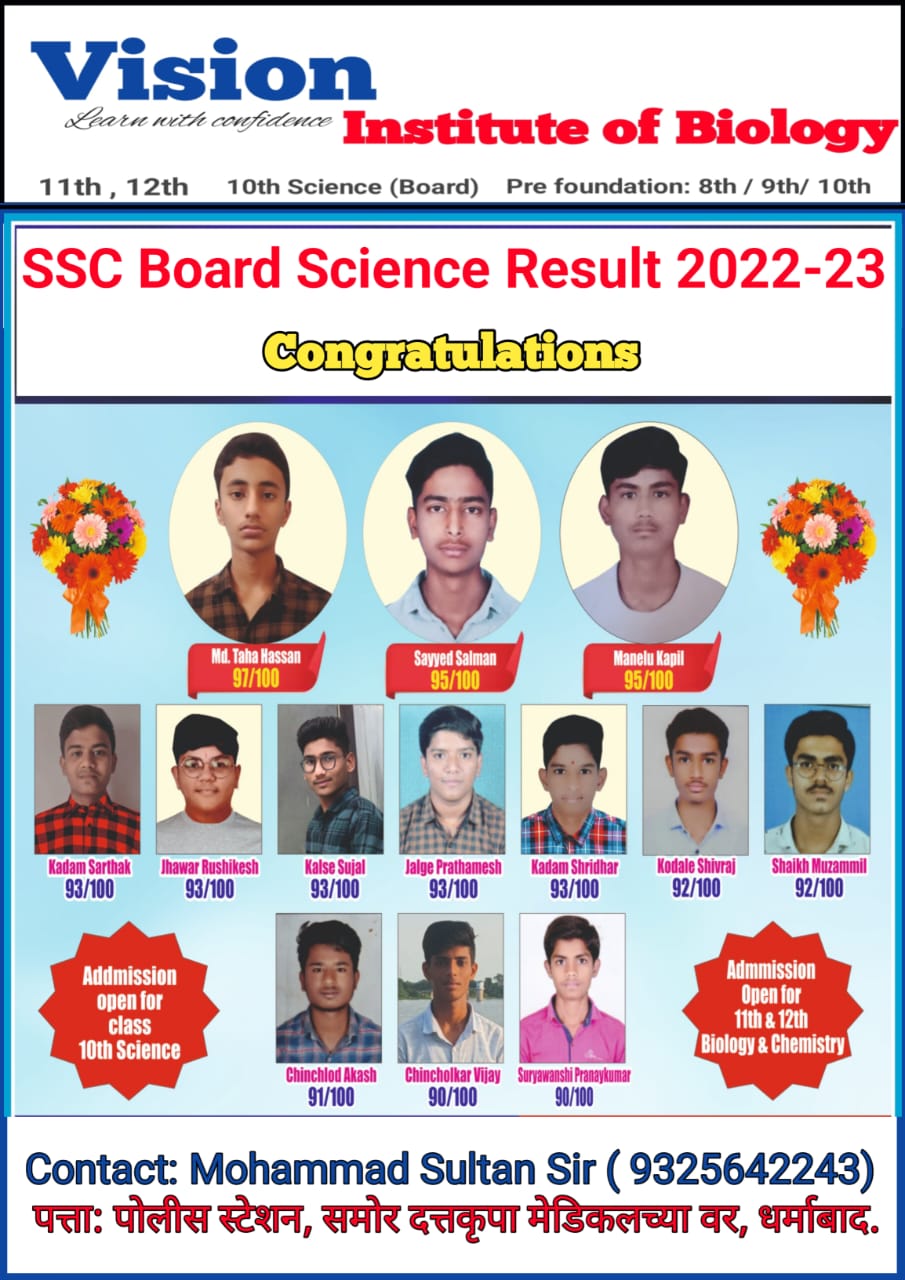 Vision
Learn with confidence
Institute of Biology
11th , 12th 10th Science (Board) Pre foundation: 8th / 9th/ 10th
SSC Board Science Result 2022-23
Congratulations
Md. Taha Hassan
97/100
Sayyed Salman
95/100
Manelu Kapil
95/100
Kadam Sarthak
93/100
Jhawar Rushikesh
93/100
Kalse Sujal
93/100
Jalge Prathamesh
93/100
Kadam Shridhar
93/100
Kodale Shivraj
92/100
Shaikh Muzammil
92/100
Addmission
open for
class
10th Science
Chinchlod Akash
91/100
Chincholkar Vijay
90/100
Suryawanshi Pranaykumar
90/100
Admmission
Open for
11th & 12th
Biology & Chemistry
Contact: Mohammad Sultan Sir ( 9325642243)
पत्ता: पोलीस स्टेशन, समोर दत्तकृपा मेडिकलच्या वर, धर्माबाद.